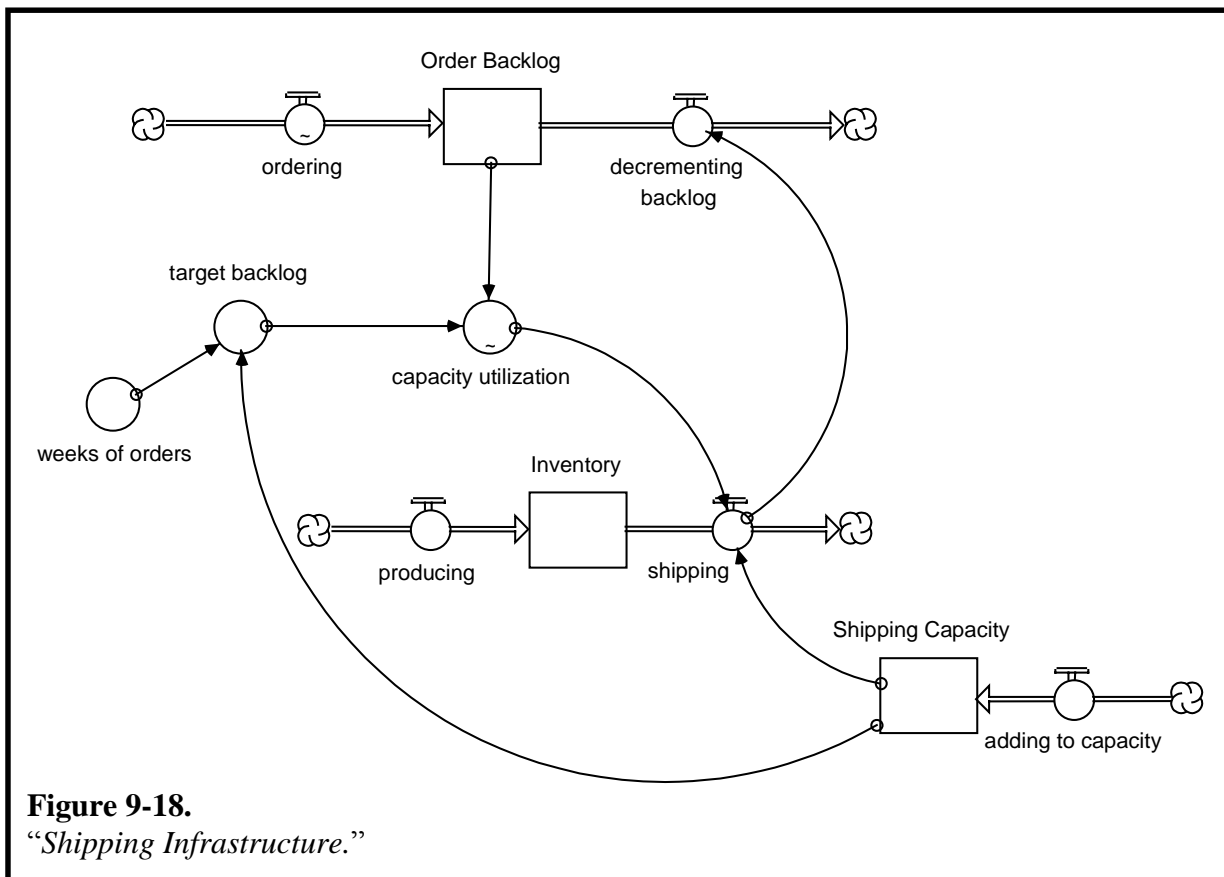 Order Backlog
ordering
decrementing
backlog
target backlog
~
capacity utilization
~
weeks of orders
Inventory
producing
shipping
Shipping Capacity
adding to capacity
Figure 9-18.
“Shipping Infrastructure.”